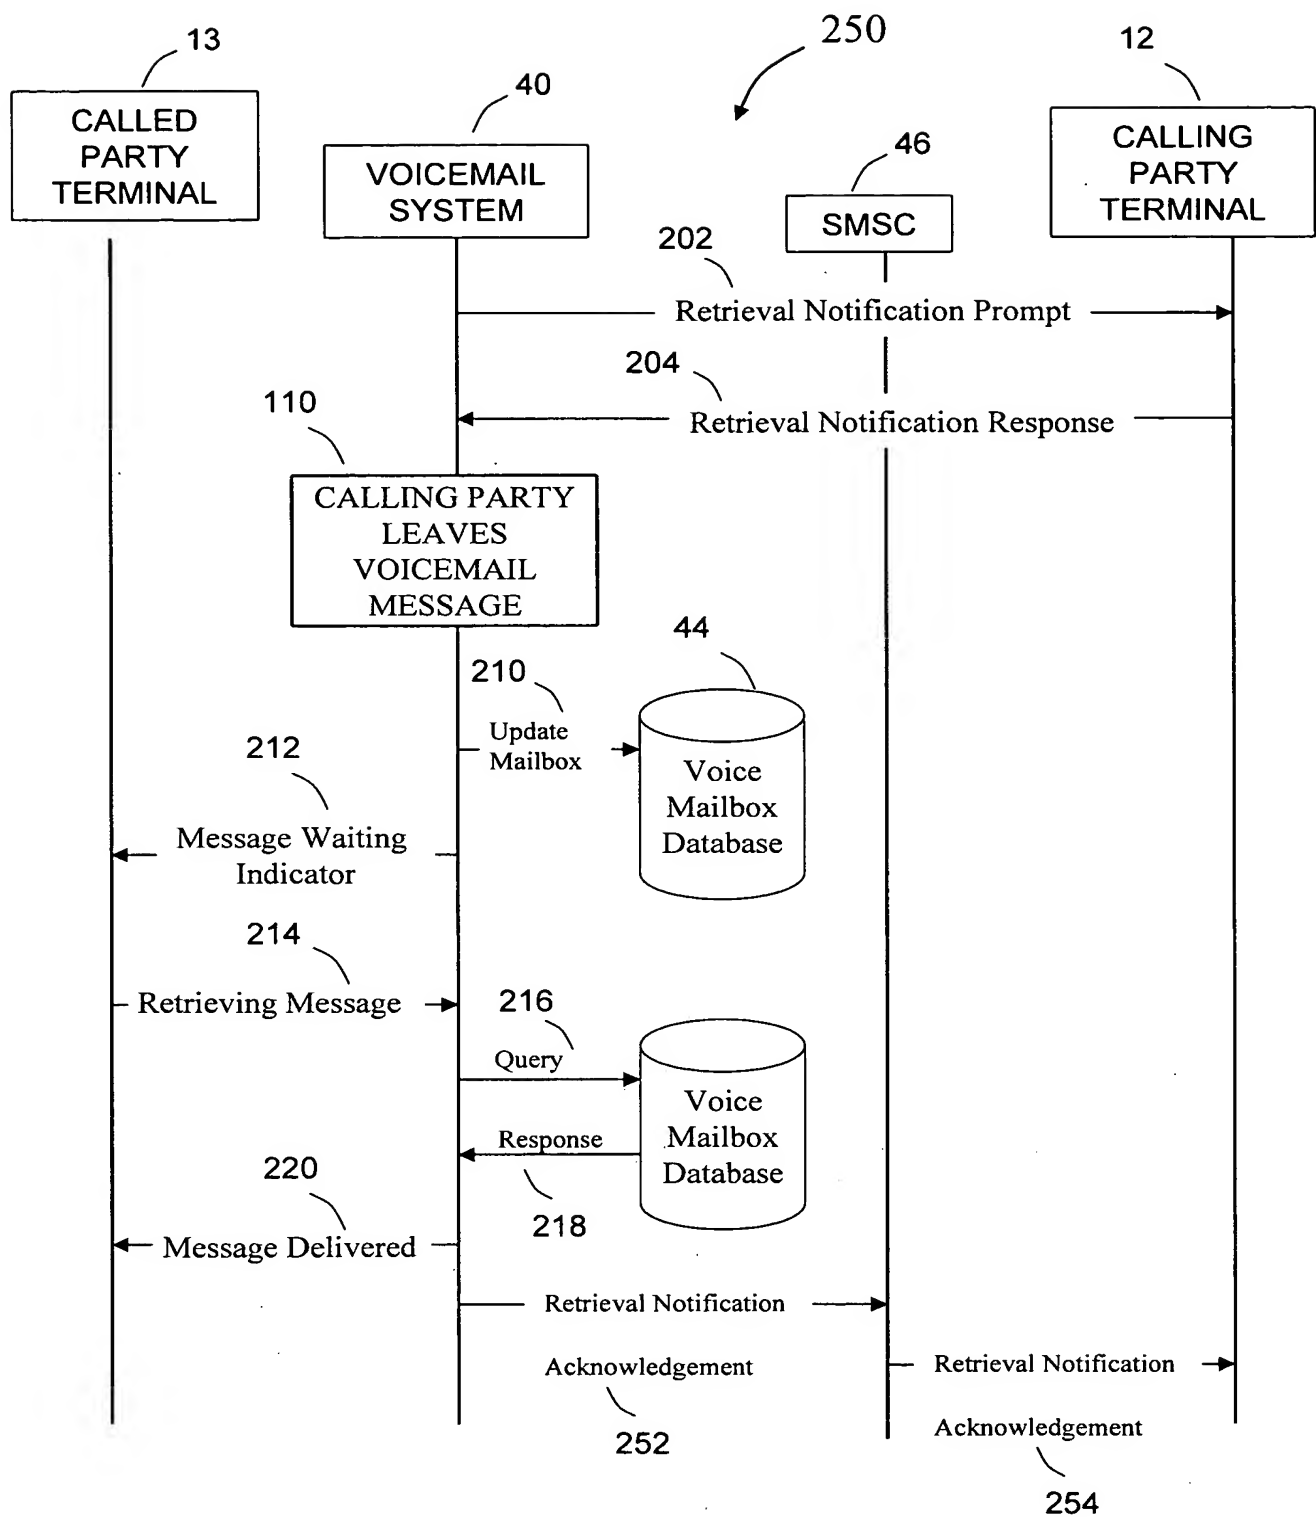 13
250
12
40
46
CALLED
PARTY
TERMINAL
VOICEMAIL
SYSTEM
SMSC
CALLING
PARTY
TERMINAL
202
Retrieval Notification Prompt
204
Retrieval Notification Response
110
CALLING PARTY
LEAVES
VOICEMAIL
MESSAGE
44
210
Update
Mailbox
Voice
Mailbox
Database
212
Message Waiting
Indicator
214
Retrieving Message
216
Query
Voice
Mailbox
Database
Response
218
220
Message Delivered
Retrieval Notification
Acknowledgement
252
Retrieval Notification
Acknowledgement
254